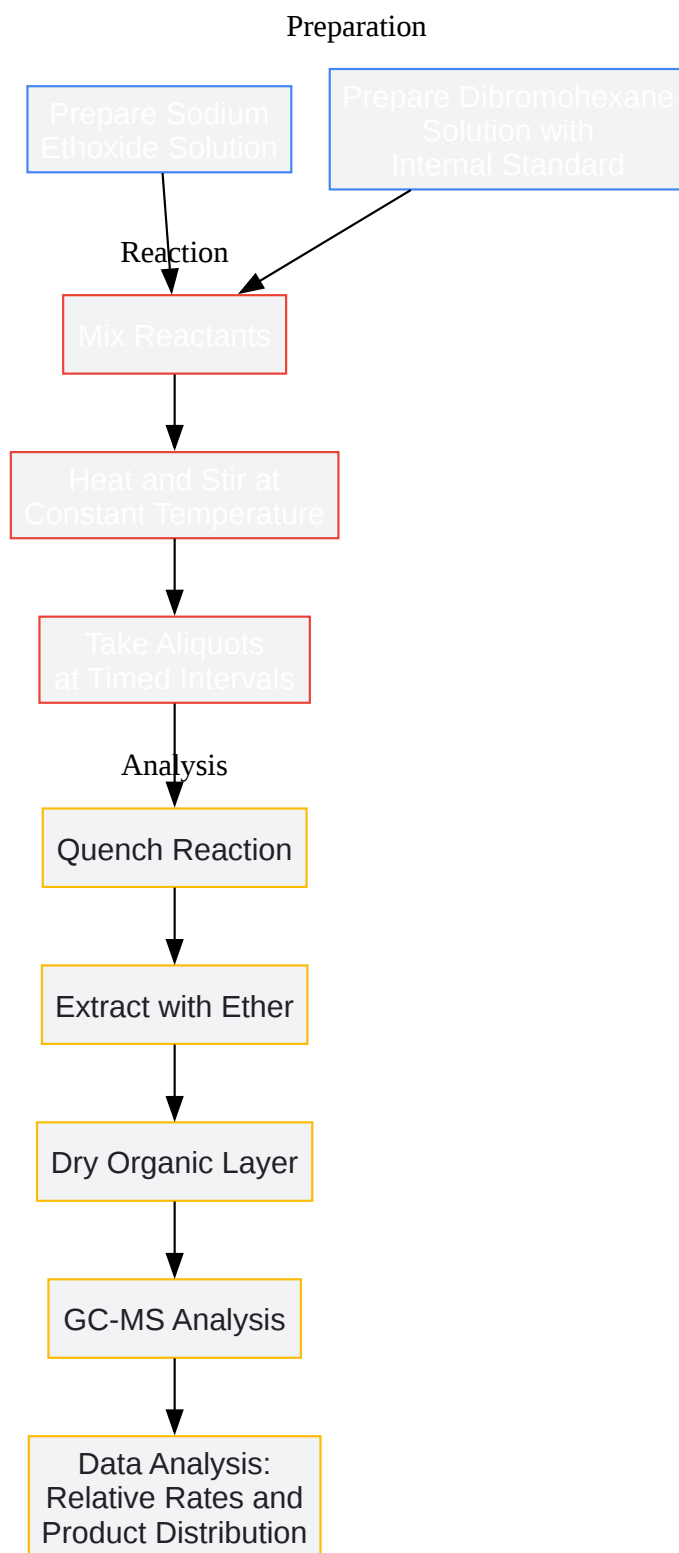 Preparation
Prepare Sodium
Ethoxide Solution
Prepare Dibromohexane
Solution with
Internal Standard
Reaction
Mix Reactants
Heat and Stir at
Constant Temperature
Take Aliquots
at Timed Intervals
Analysis
Quench Reaction
Extract with Ether
Dry Organic Layer
GC-MS Analysis
Data Analysis:
Relative Rates and
Product Distribution